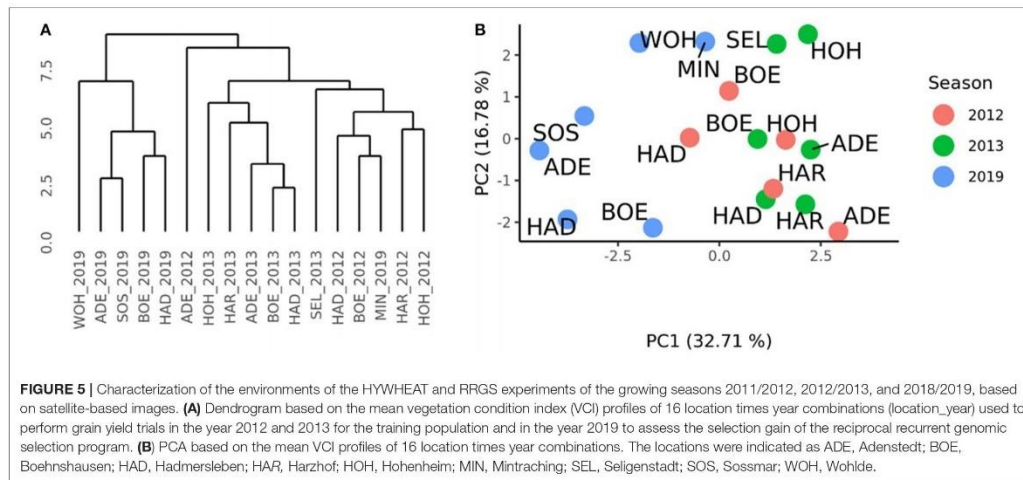 A
7.5
5.0
2.5
0.0
WOH_2019
ADE_2019
SOS_2019
BOE_2019
HAD_2019
ADE_2012
HOH_2013
HAR_2013
ADE_2013
BOE_2013
HAD_2013
SEL_2013
HAD_2012
BOE_2012
MIN_2019
HAR_2012
HOH_2012
B
PC2 (16.78 %)
2
1
0
-1
-2
WOH
SEL
HOH
MIN
BOE
SOS
ADE
HAD
BOE
HOH
ADE
HAR
HAD
BOE
HAD
HAR
ADE
-2.5
0.0
2.5
PC1 (32.71 %)
Season
2012
2013
2019
FIGURE 5 | Characterization of the environments of the HYWHEAT and RRGS experiments of the growing seasons 2011/2012, 2012/2013, and 2018/2019, based
on satellite-based images. (A) Dendrogram based on the mean vegetation condition index (VCI) profiles of 16 location times year combinations (location_year) used to
perform grain yield trials in the year 2012 and 2013 for the training population and in the year 2019 to assess the selection gain of the reciprocal recurrent genomic
selection program. (B) PCA based on the mean VCI profiles of 16 location times year combinations. The locations were indicated as ADE, Adenstedt; BOE,
Boehnshausen; HAD, Hadmersleben; HAR, Harzhof; HOH, Hohenheim; MIN, Mintraching; SEL, Seligenstadt; SOS, Sossmar; WOH, Wohlde.